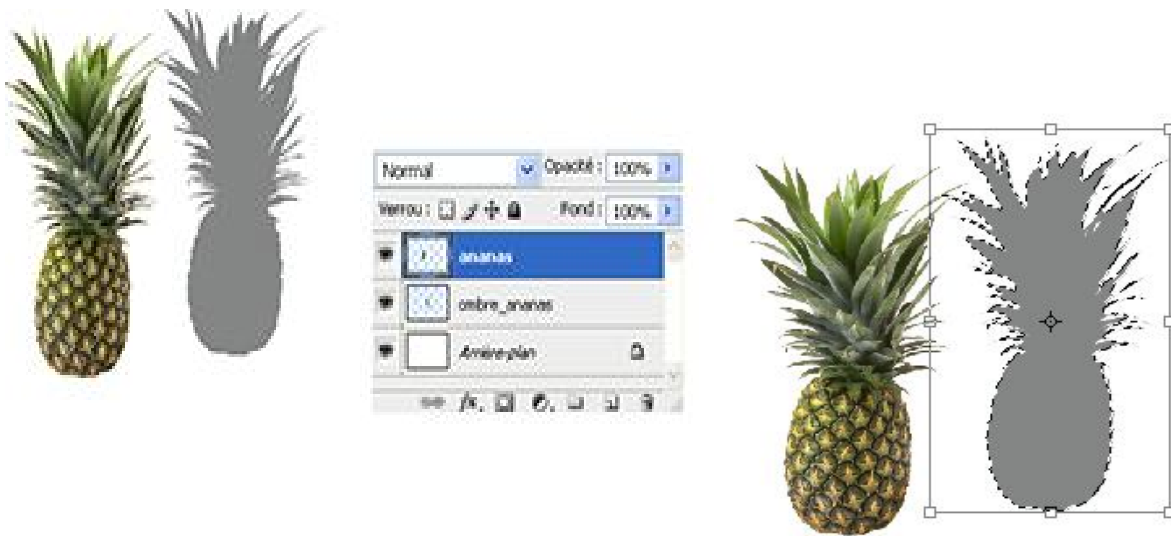 Normal Opacité : 100%
Verrou : Fond : 100%
ananas
ombre_ananas
Arrière-plan